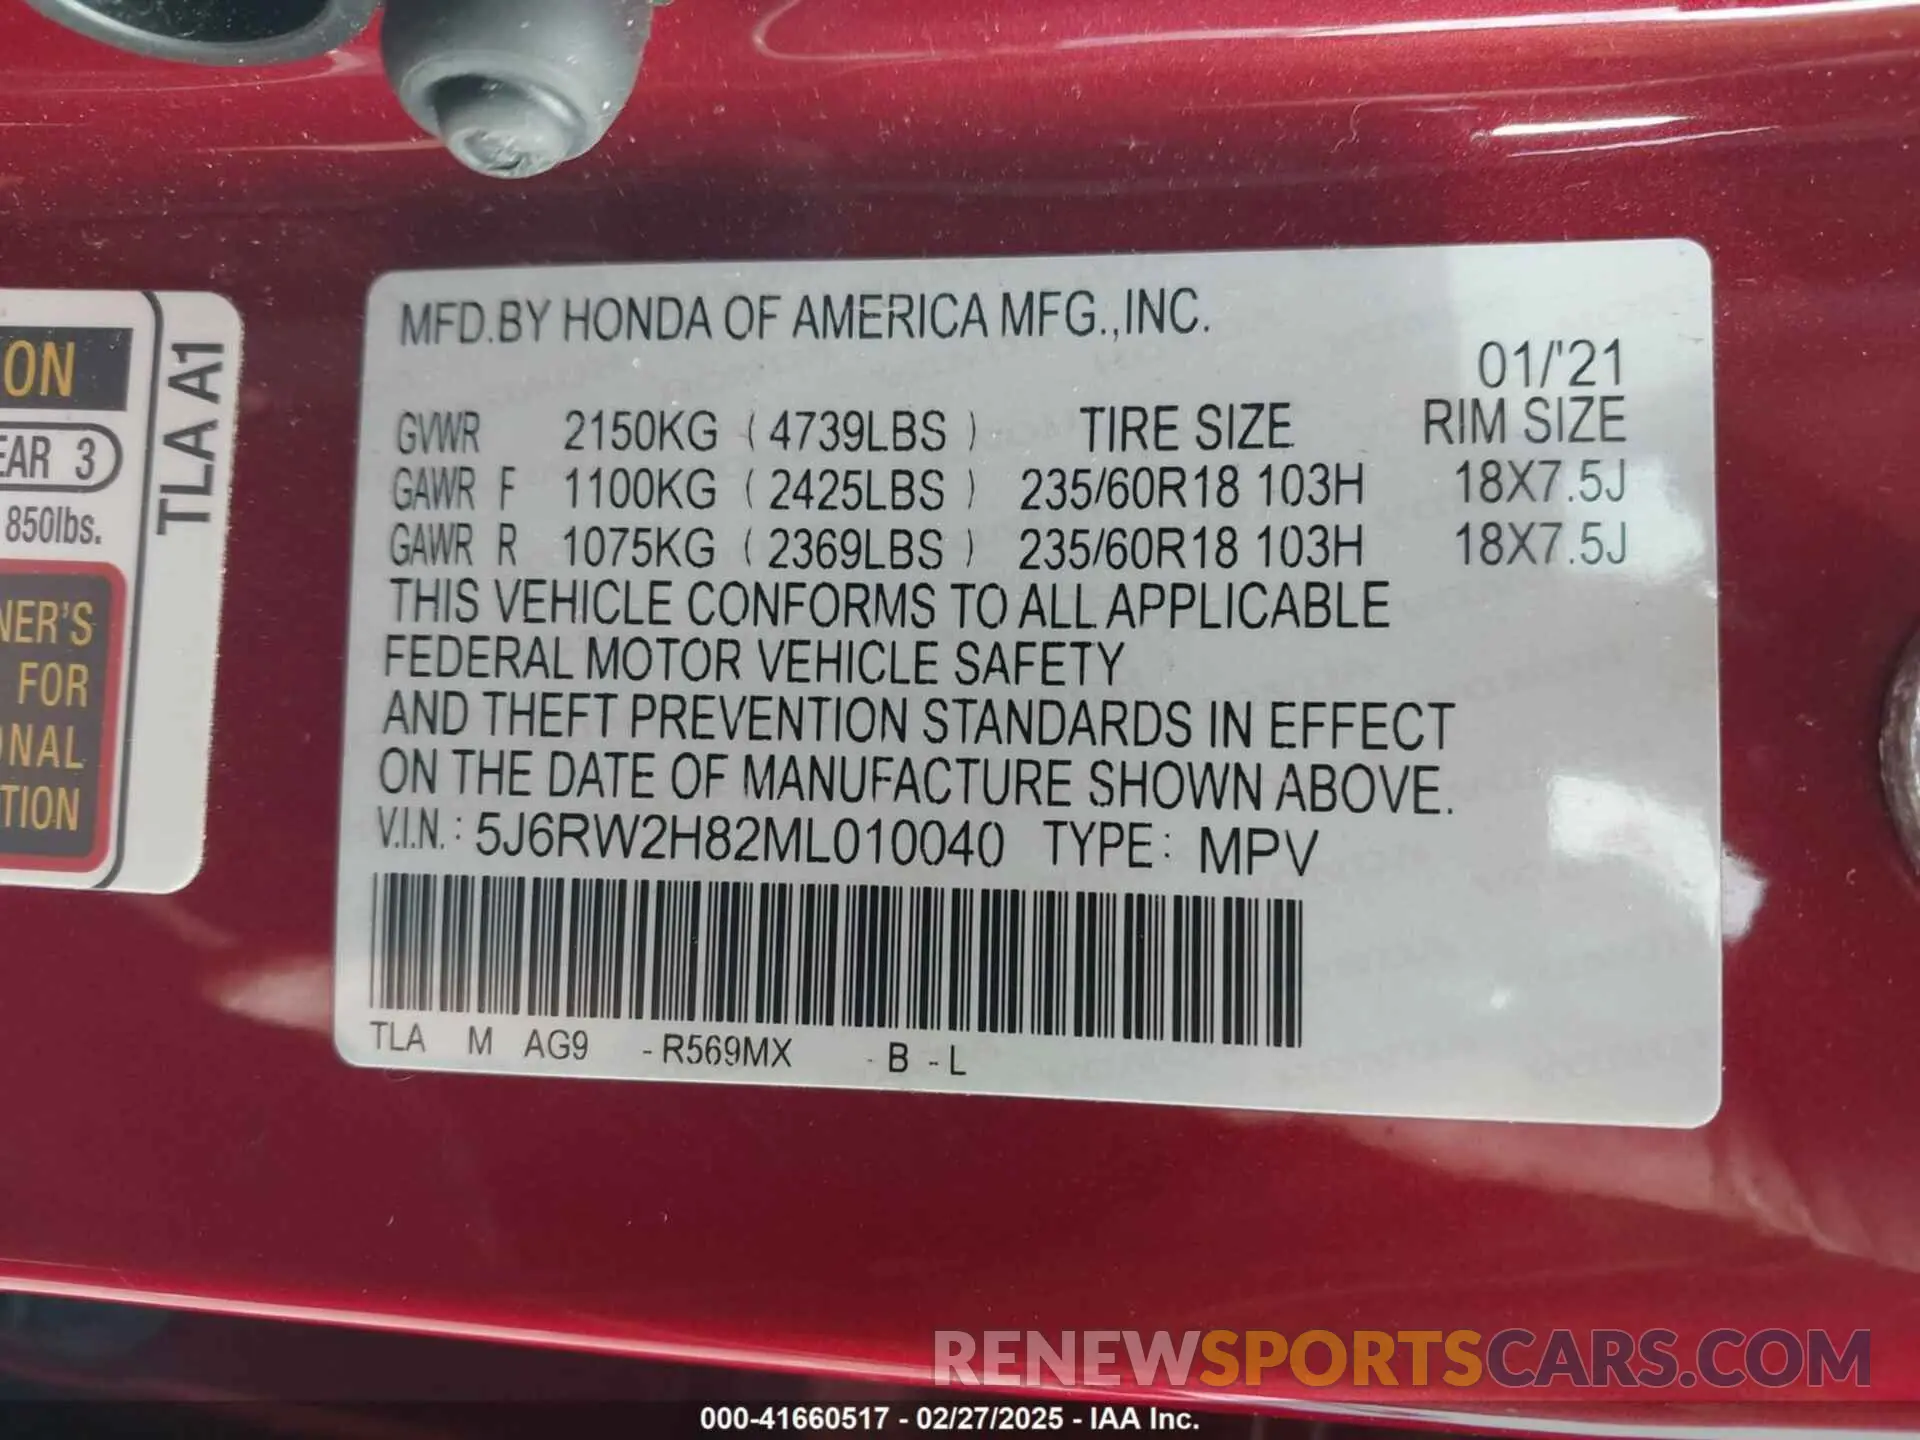 MFD.BY HONDA OF AMERICA MFG.,INC.
01/'21
GVWR 2150KG ( 4739LBS ) TIRE SIZE RIM SIZE
GAWR F 1100KG ( 2425LBS ) 235/60R18 103H 18X7.5J
GAWR R 1075KG ( 2369LBS ) 235/60R18 103H 18X7.5J
THIS VEHICLE CONFORMS TO ALL APPLICABLE
FEDERAL MOTOR VEHICLE SAFETY
AND THEFT PREVENTION STANDARDS IN EFFECT
ON THE DATE OF MANUFACTURE SHOWN ABOVE.
V.I.N.: 5J6RW2H82ML010040 TYPE: MPV
TLA M AG9 -R569MX -B -L
ON
EAR 3
850lbs.
NER'S
FOR
ONAL
TION
TLA A1
RENEWSPORTSCARS.COM
000-41660517 - 02/27/2025 - IAA Inc.